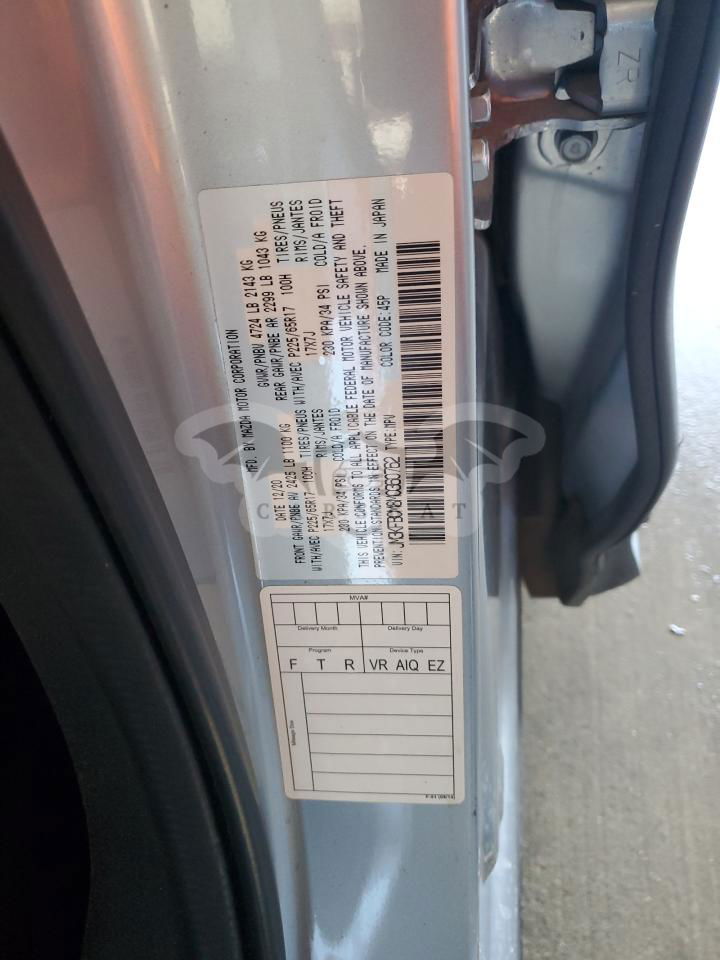 MFD. BY MAZDA MOTOR CORPORATION
DATE 12/20 GVWR/PNBV 4724 LB 2143 KG
FRONT GAWR/PNBE AV 2425 LB 1100 KG REAR GAWR/PNBE AR 2299 LB 1043 KG
WITH/AVEC P225/65R17 100H TIRES/PNEUS WITH/AVEC P225/65R17 100H TIRES/PNEUS
17X7J RIMS/JANTES 17X7J RIMS/JANTES
230 KPA/34 PSI COLD/A FROID 230 KPA/34 PSI COLD/A FROID
THIS VEHICLE CONFORMS TO ALL APPLICABLE FEDERAL MOTOR VEHICLE SAFETY AND THEFT
PREVENTION STANDARDS IN EFFECT ON THE DATE OF MANUFACTURE SHOWN ABOVE.
VIN: JM3KFBCM8M0360762 TYPE:MPV COLOR CODE:45P MADE IN JAPAN
ZR
MVA#
Delivery Month Delivery Day
Program Device Type
F T R VR AIQ EZ
Message Doc